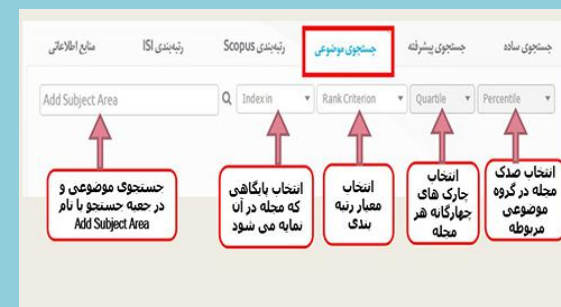 جستجوی ساده جستجوی پیشرفته جستجوی موضوعی رتبه‌بندی Scopus رتبه‌بندی ISI منابع اطلاعاتی
Add Subject Area Index in Rank Criterion Quartile Percentile
انتخاب صدک
مجله در گروه
موضوعی
مربوطه
انتخاب
چارک های
چهارگانه هر
مجله
انتخاب
معیار رتبه
بندی
انتخاب پایگاهی
که مجله در آن
نمایه می شود
جستجوی موضوعی و
در جعبه جستجو با نام
Add Subject Area